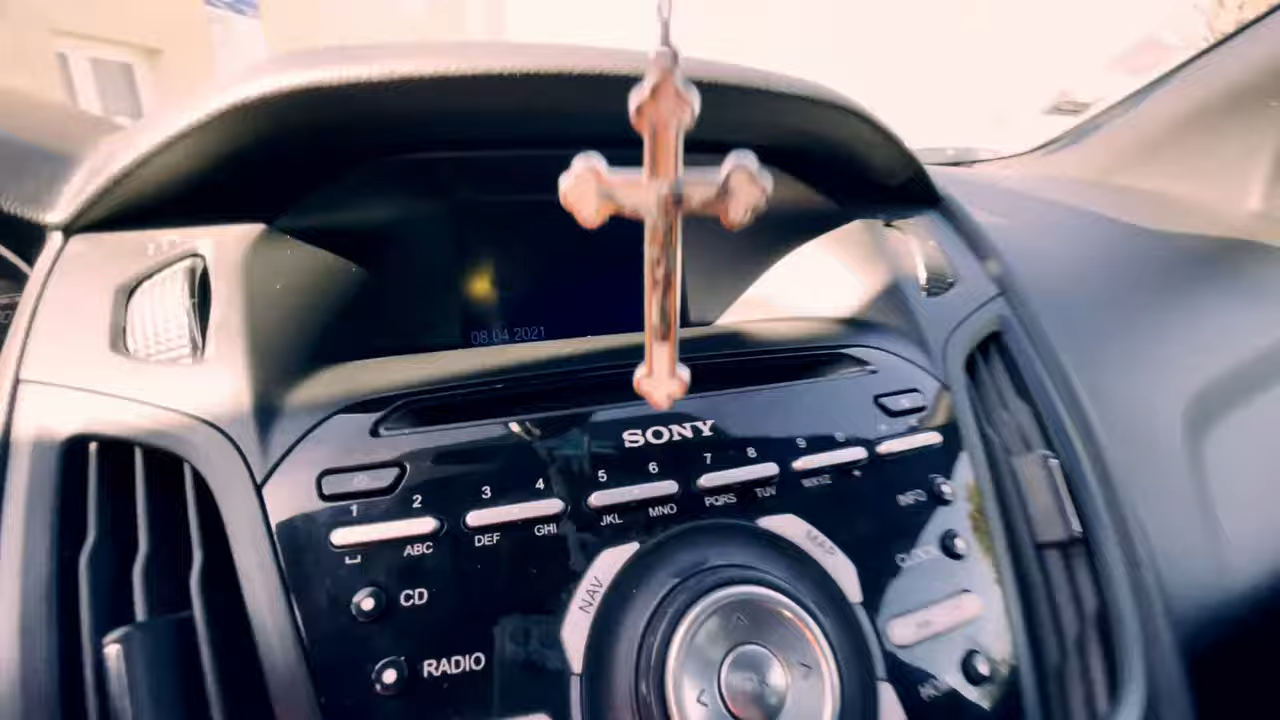 08.04 2021
SONY
1 2 3 4 5 6 7 8 9
ABC DEF GHI JKL MNO PQRS TUV
NAV
MAP
INFO
CD
RADIO